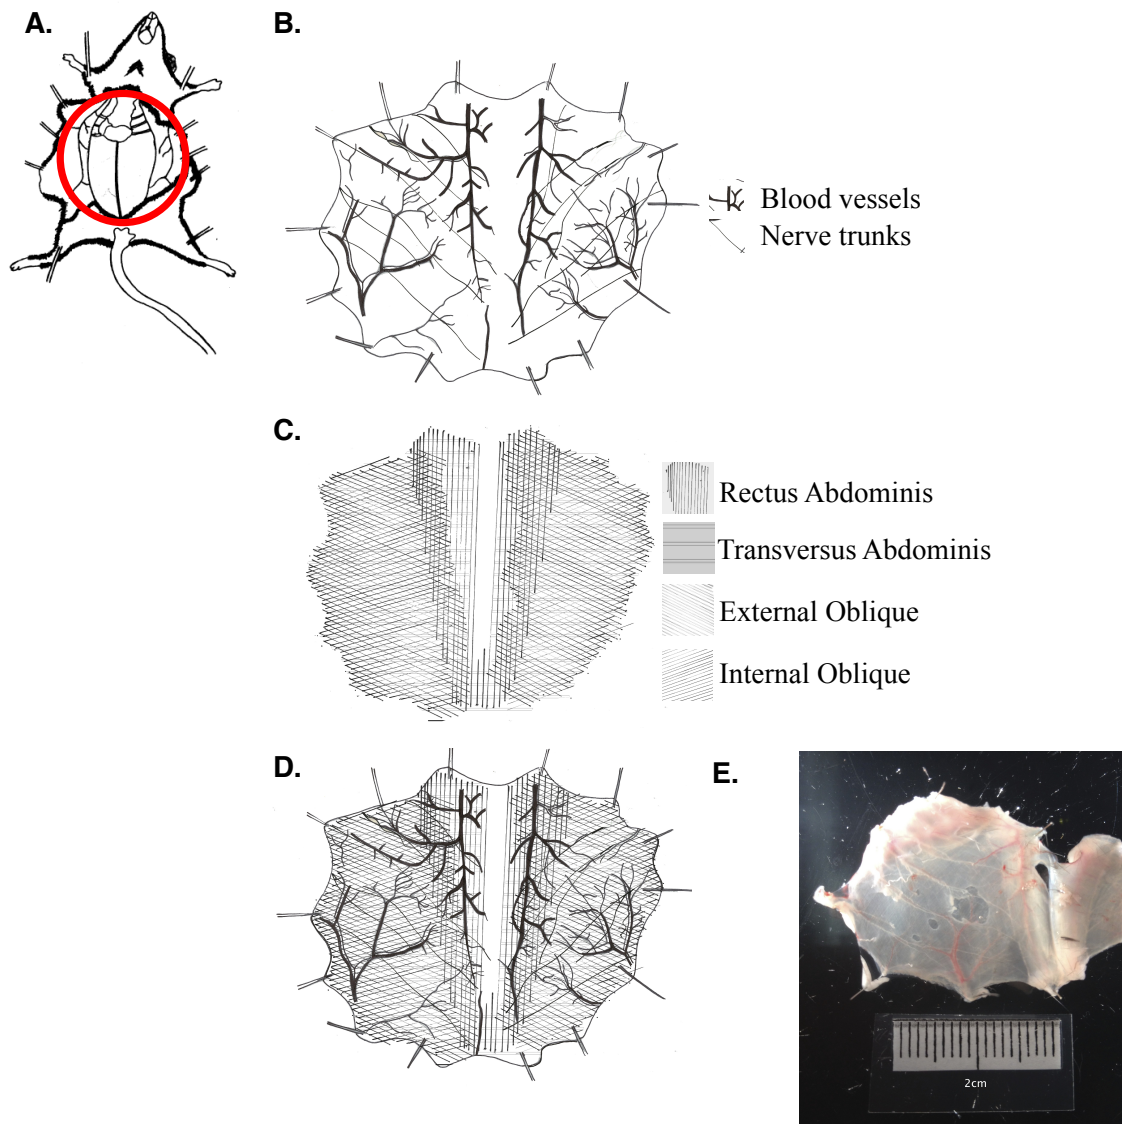 A.
B.
Blood vessels
Nerve trunks
C.
Rectus Abdominis
Transversus Abdominis
External Oblique
Internal Oblique
D.
E.
2cm